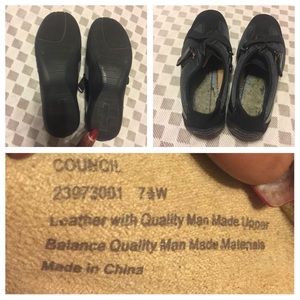 COUNCIL
23973001 7½W
Leather with Quality Man Made Upper
Balance Quality Man Made Materials
Made in China